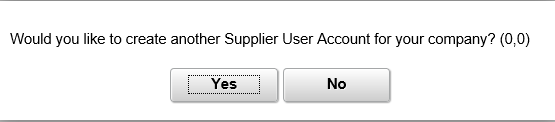 Would you like to create another Supplier User Account for your company? (0,0)
Yes No